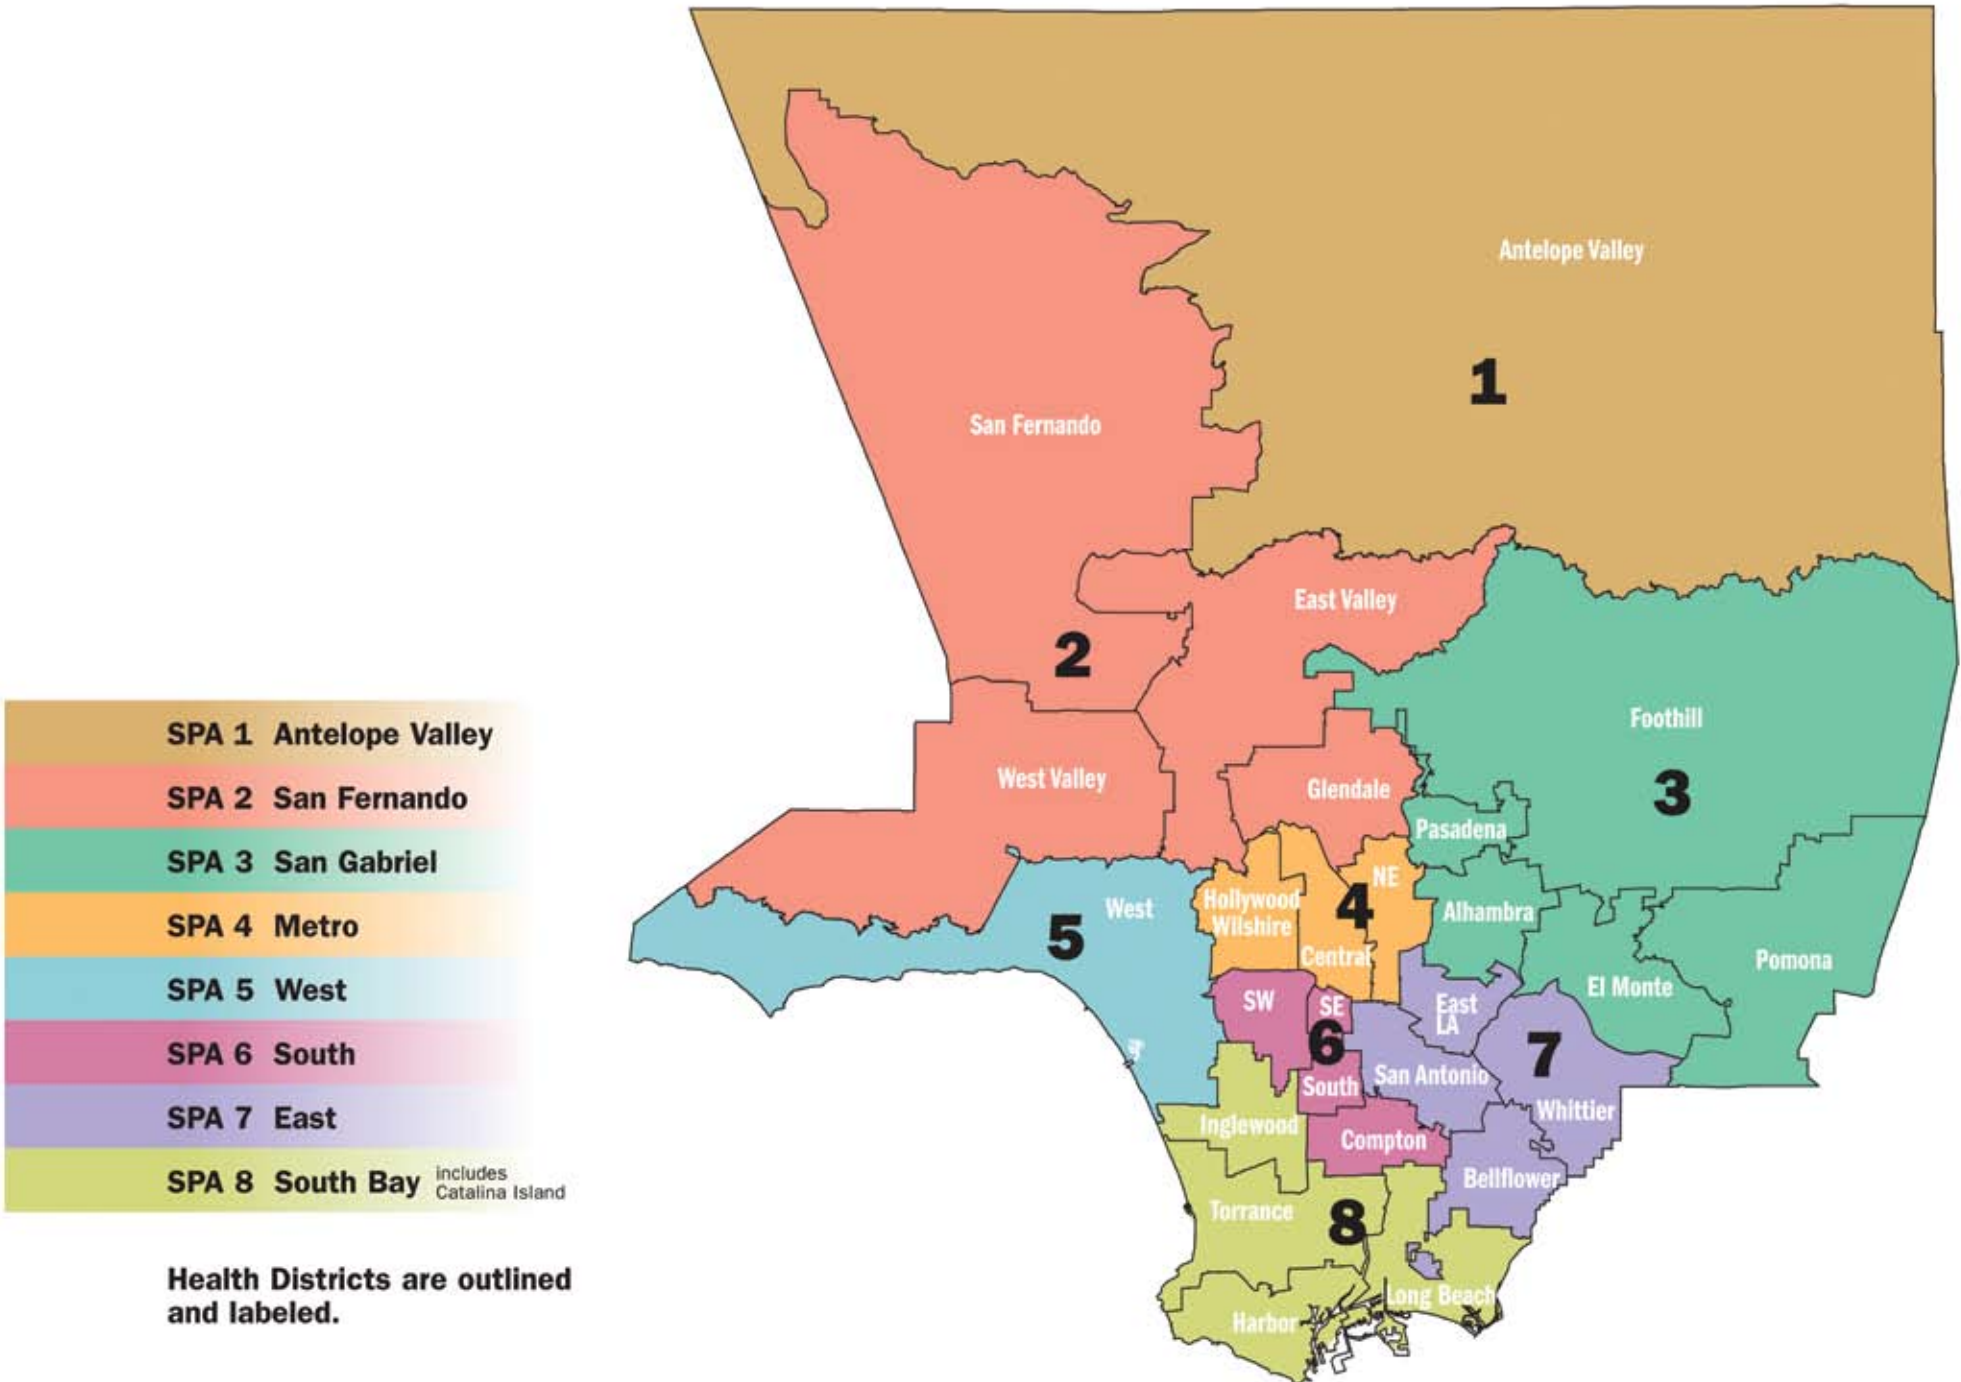 SPA 1 Antelope Valley
SPA 2 San Fernando
SPA 3 San Gabriel
SPA 4 Metro
SPA 5 West
SPA 6 South
SPA 7 East
SPA 8 South Bay includes
Catalina Island
Health Districts are outlined
and labeled.
Antelope Valley
1
San Fernando
East Valley
2
Foothill
West Valley
Glendale
3
Pasadena
NE
Hollywood
Wilshire
4
West
5
Alhambra
Central
Pomona
El Monte
SW
SE
East
LA
6
7
San Antonio
South
Whittier
Inglewood
Compton
Bellflower
Torrance
8
Long Beach
Harbor